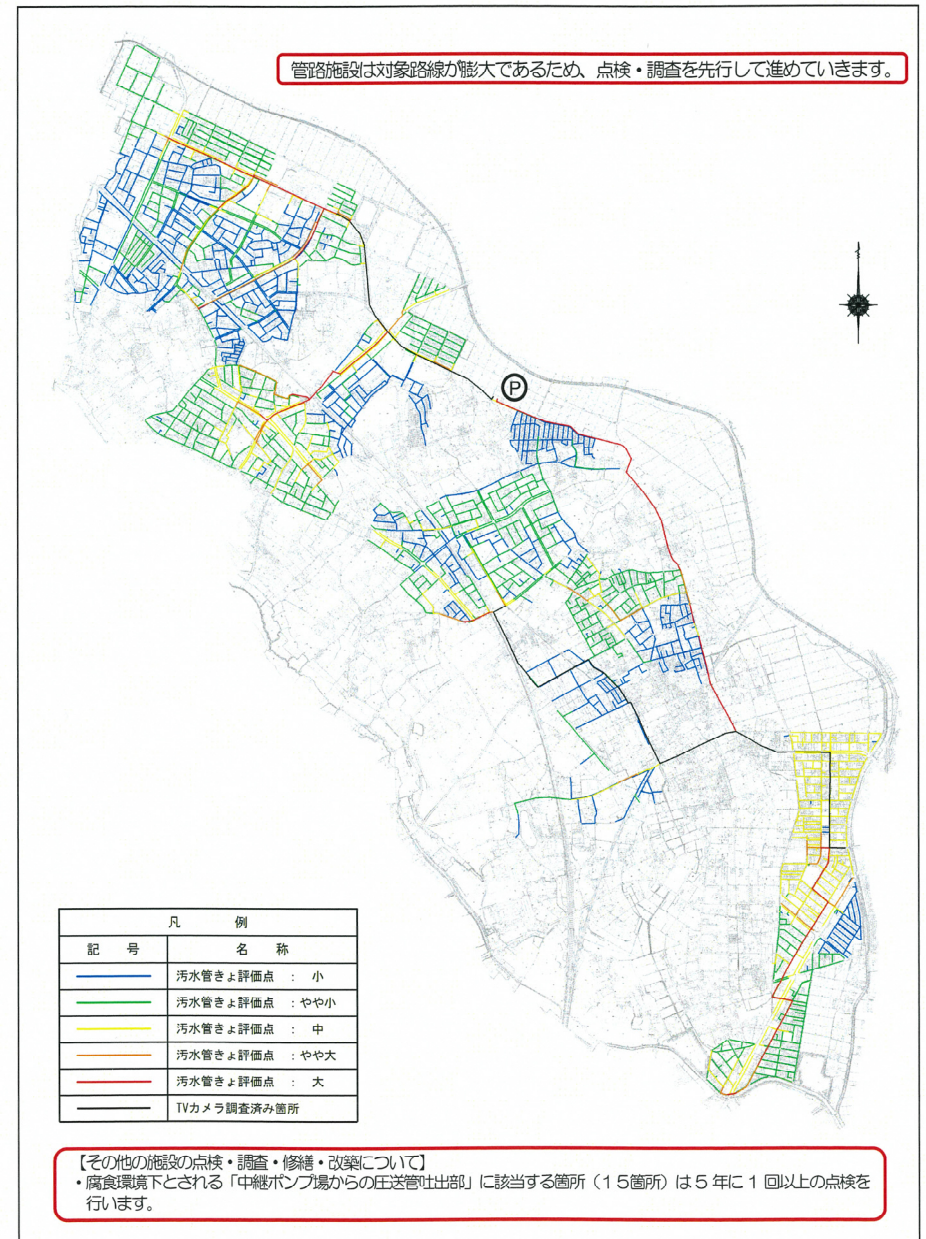 管路施設は対象路線が膨大であるため、点検・調査を先行して進めていきます。
P
凡 例
記 号 名 称
汚水管きょ評価点 : 小
汚水管きょ評価点 : やや小
汚水管きょ評価点 : 中
汚水管きょ評価点 : やや大
汚水管きょ評価点 : 大
TVカメラ調査済み箇所
【その他の施設の点検・調査・修繕・改築について】
・腐食環境下とされる「中継ポンプ場からの圧送管吐出部」に該当する箇所（１５箇所）は５年に１回以上の点検を
行います。